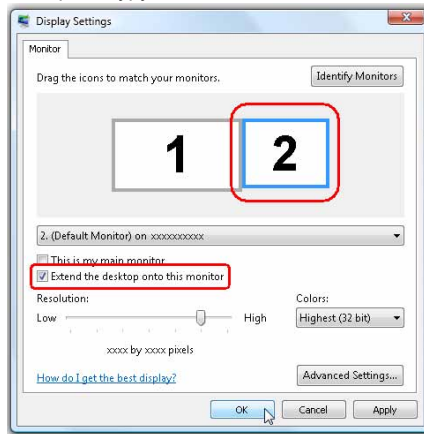 Display Settings
Monitor
Drag the icons to match your monitors.
Identify Monitors
1 2
2. (Default Monitor) on xxxxxxxxxx
This is my main monitor
Extend the desktop onto this monitor
Resolution:
Colors:
Low High
Highest (32 bit)
xxxx by xxxx pixels
How do I get the best display?
Advanced Settings...
OK Cancel Apply